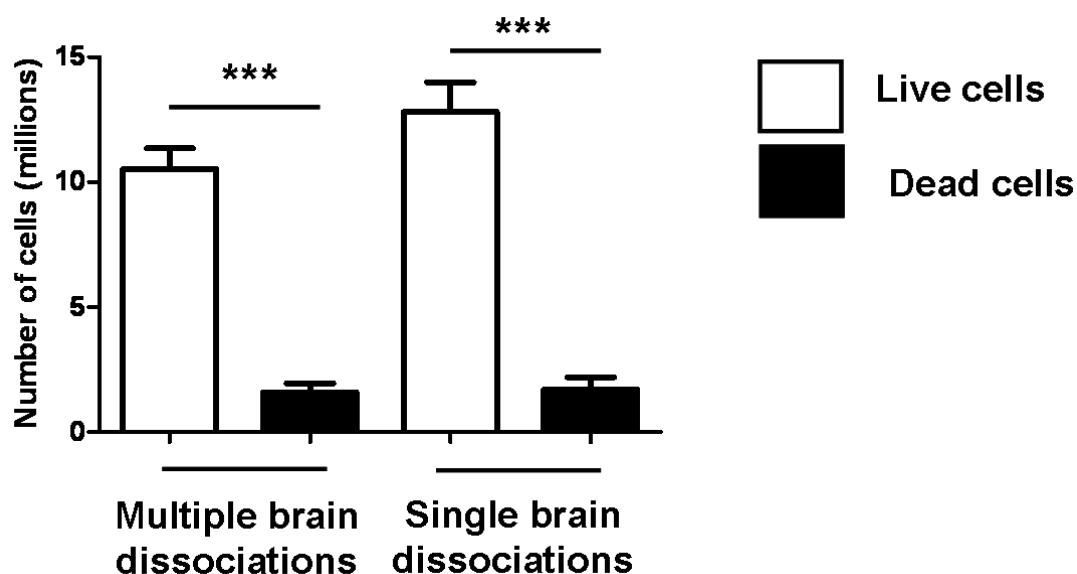 Number of cells (millions)
15
10
5
0
***
***
Live cells
Dead cells
Multiple brain
dissociations
Single brain
dissociations